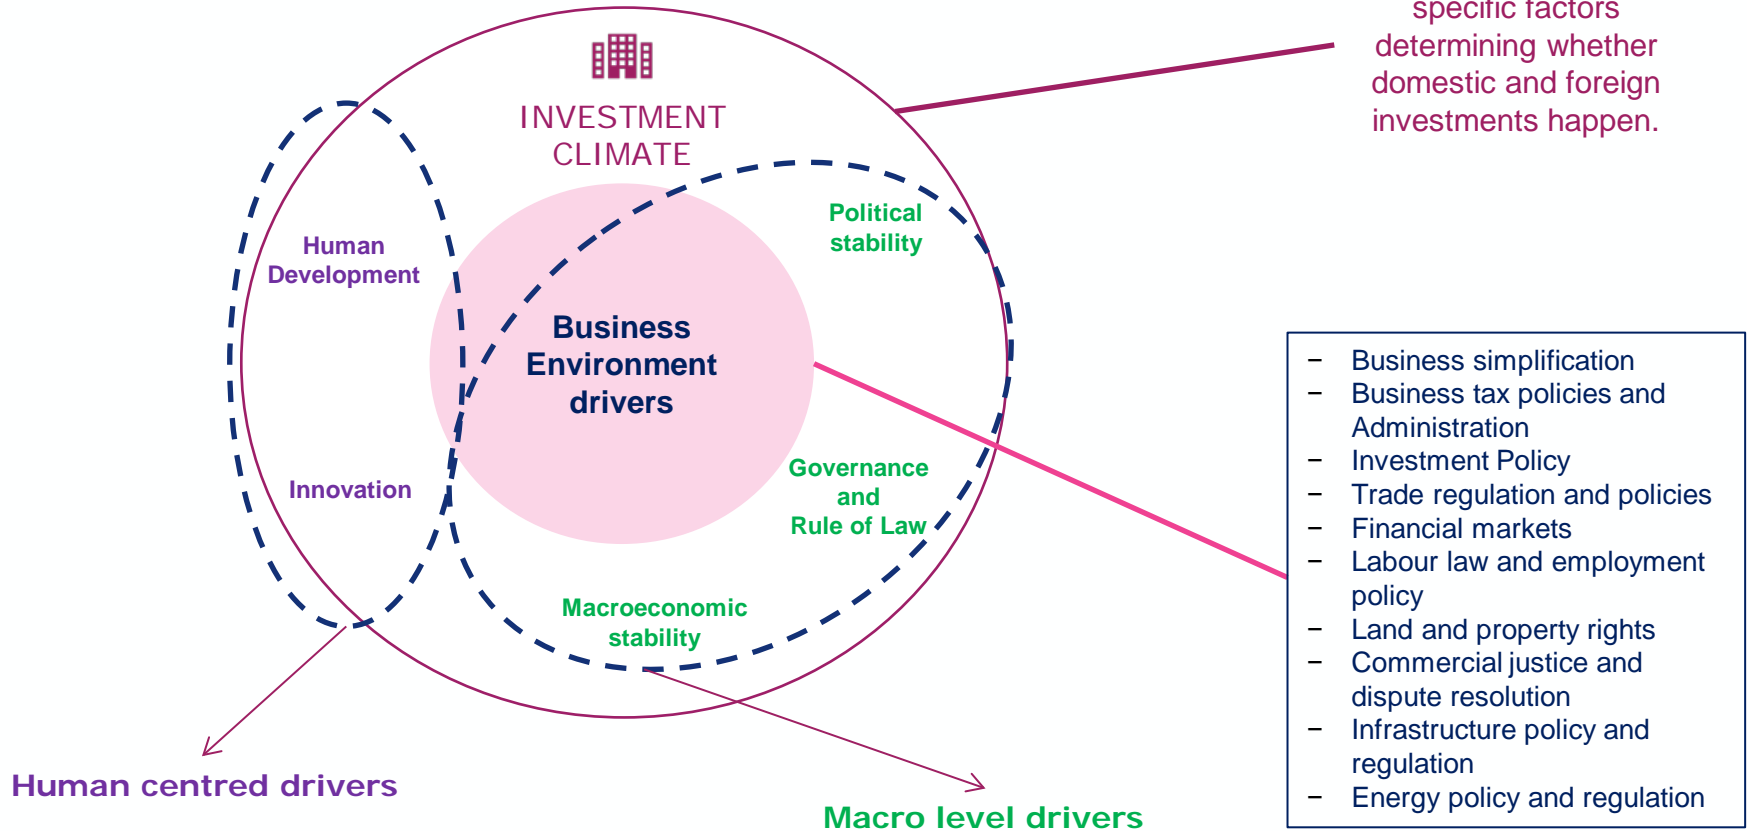 specific factors
determining whether
domestic and foreign
investments happen.
INVESTMENT
CLIMATE
Political
stability
Human
Development
Business
Environment
drivers
Governance
and
Rule of Law
Innovation
Macroeconomic
stability
Human centred drivers
Macro level drivers
− Business simplification
− Business tax policies and
Administration
− Investment Policy
− Trade regulation and policies
− Financial markets
− Labour law and employment
policy
− Land and property rights
− Commercial justice and
dispute resolution
− Infrastructure policy and
regulation
− Energy policy and regulation